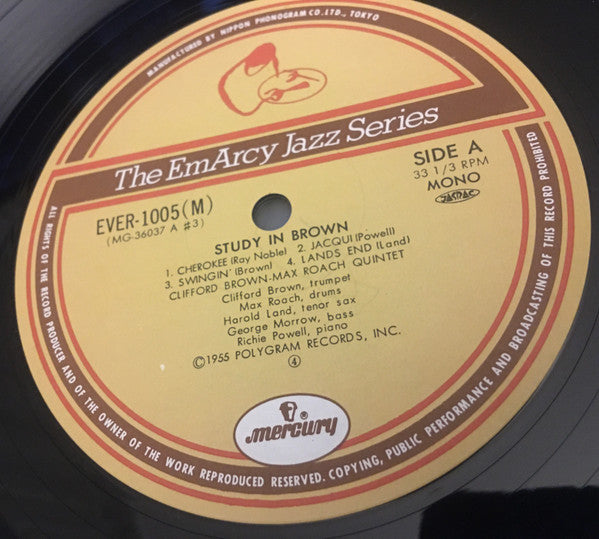 MANUFACTURED BY NIPPON PHONOGRAM CO. LTD., TOKYO
The EmArcy Jazz Series
EVER-1005(M)
(MG-36037 A #3)
SIDE A
33 1/3 RPM
MONO
JASRAC
STUDY IN BROWN
1. CHEROKEE (Ray Noble) 2. JACQUI (Powell)
3. SWINGIN' (Brown) 4. LANDS END (Land)
CLIFFORD BROWN-MAX ROACH QUINTET
Clifford Brown, trumpet
Max Roach, drums
Harold Land, tenor sax
George Morrow, bass
Richie Powell, piano
©1955 POLYGRAM RECORDS, INC.
④
mercury®
ALL RIGHTS OF THE RECORD PRODUCER AND OF THE OWNER OF THE WORK REPRODUCED RESERVED. COPYING, PUBLIC PERFORMANCE AND BROADCASTING OF THIS RECORD PROHIBITED